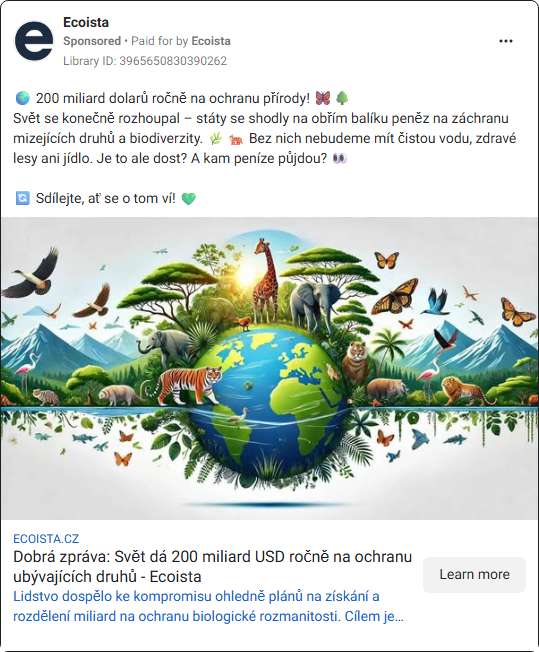 Ecoista
Sponsored • Paid for by Ecoista
Library ID: 3965650830390262
🌍 200 miliard dolarů ročně na ochranu přírody! 🦋🌳
Svět se konečně rozhoupal – státy se shodly na obřím balíku peněz na záchranu
mizejících druhů a biodiverzity. 🌿 🐅 Bez nich nebudeme mít čistou vodu, zdravé
lesy ani jídlo. Je to ale dost? A kam peníze půjdou? 👀
🔄 Sdílejte, ať se o tom ví! 💚
ECOISTA.CZ
Dobrá zpráva: Svět dá 200 miliard USD ročně na ochranu
ubývajících druhů - Ecoista
Learn more
Lidstvo dospělo ke kompromisu ohledně plánů na získání a
rozdělení miliard na ochranu biologické rozmanitosti. Cílem je…